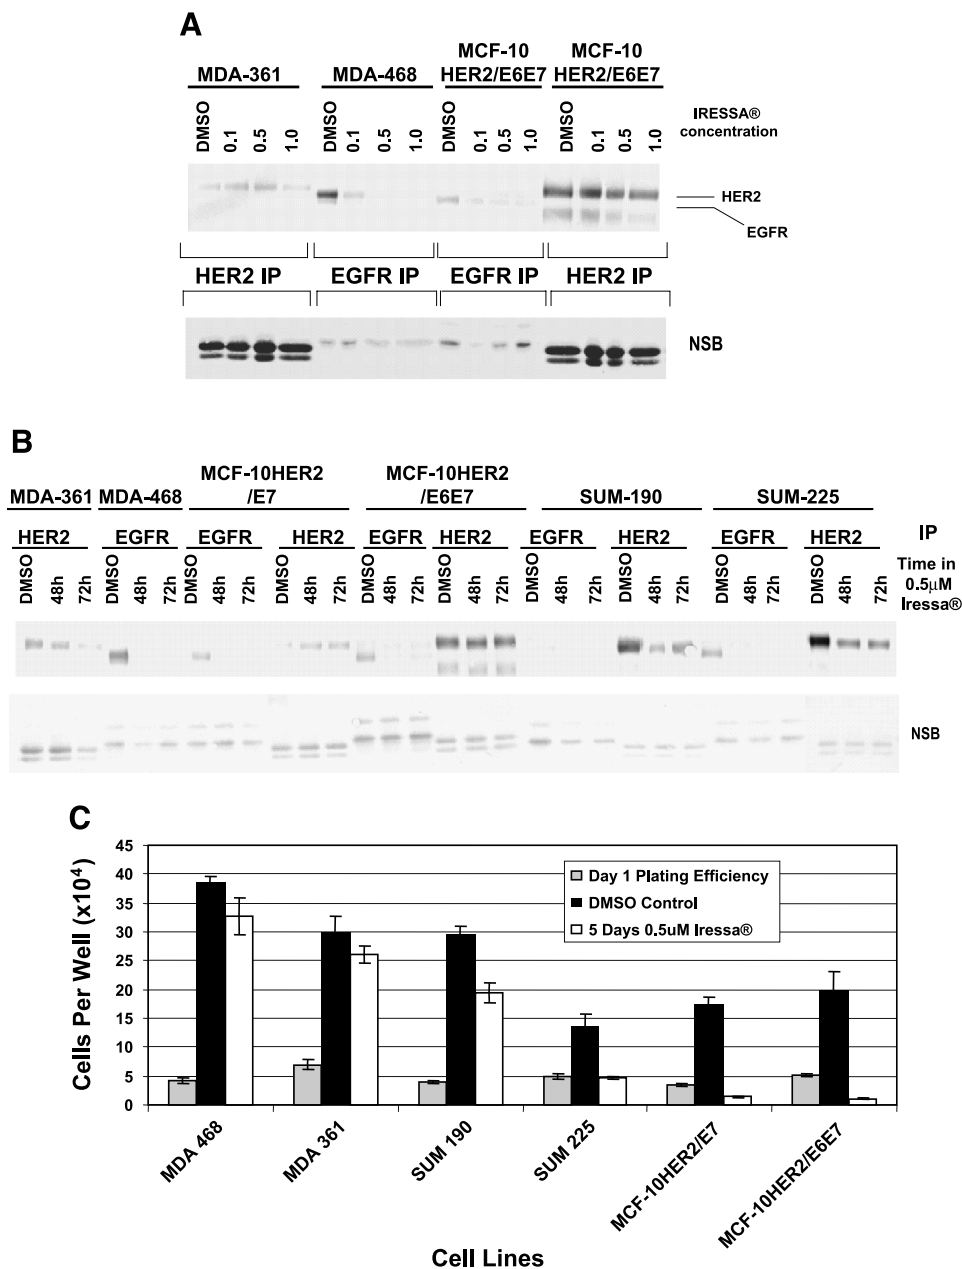 A
MDA-361
MDA-468
MCF-10
HER2/E6E7
MCF-10
HER2/E6E7
DMSO
0.1
0.5
1.0
DMSO
0.1
0.5
1.0
DMSO
0.1
0.5
1.0
DMSO
0.1
0.5
1.0
IRESSA®
concentration
HER2
EGFR
HER2 IP
EGFR IP
EGFR IP
HER2 IP
NSB
B
MDA-361
MDA-468
MCF-10HER2
/E7
MCF-10HER2
/E6E7
SUM-190
SUM-225
HER2
EGFR
EGFR
HER2
EGFR
HER2
EGFR
HER2
EGFR
HER2
IP
DMSO
48h
72h
DMSO
48h
72h
DMSO
48h
72h
DMSO
48h
72h
DMSO
48h
72h
DMSO
48h
72h
DMSO
48h
72h
DMSO
48h
72h
DMSO
48h
72h
DMSO
48h
72h
Time in
0.5µM
Iressa®
NSB
C
Cells Per Well (x10⁴)
45
40
35
30
25
20
15
10
5
0
Day 1 Plating Efficiency
DMSO Control
5 Days 0.5uM Iressa®
MDA 468
MDA 361
SUM 190
SUM 225
MCF-10HER2/E7
MCF-10HER2/E6E7
Cell Lines